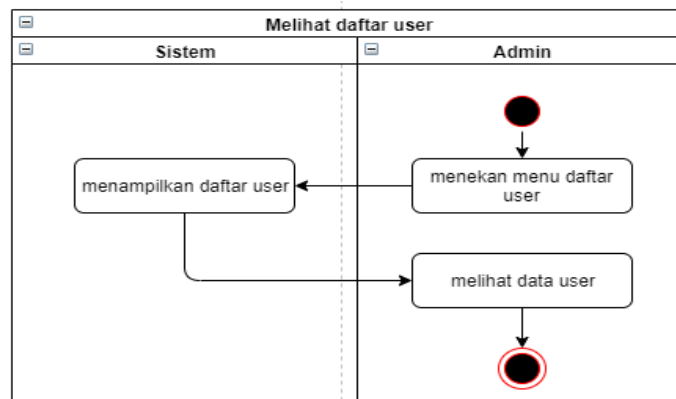 Melihat daftar user
Sistem
Admin
menekan menu daftar
user
menampilkan daftar user
melihat data user